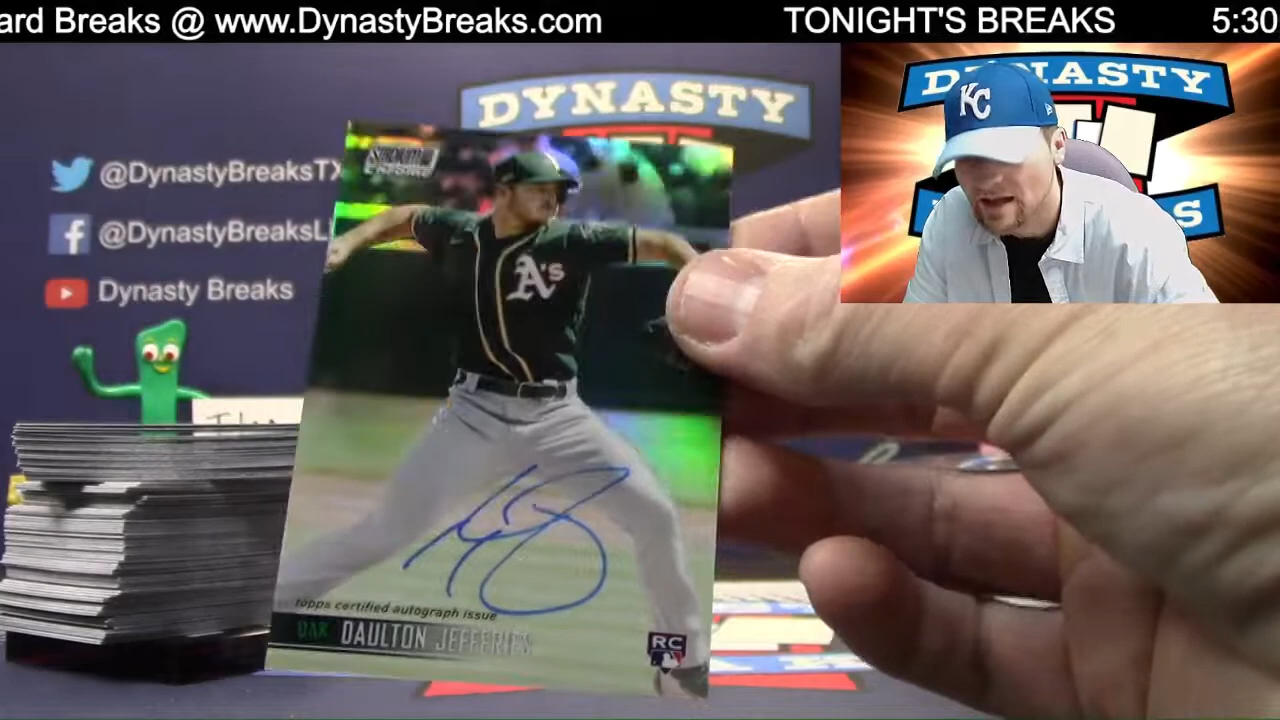 ard Breaks @ www.DynastyBreaks.com TONIGHT'S BREAKS 5:30
DYNASTY
DYNASTY
KC
S
@DynastyBreaksTX
STADIUM CLUB
CHROME
@DynastyBreaksL
A's
Dynasty Breaks
topps certified autograph issue
OAK DAULTON JEFFERIES
RC